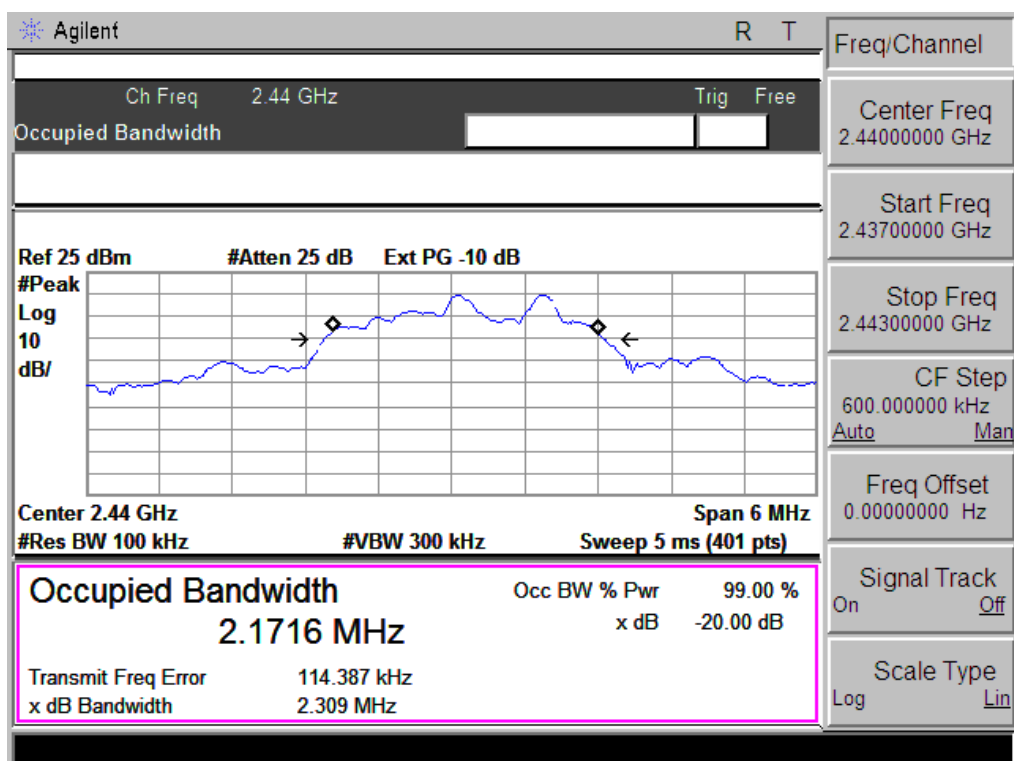 Agilent
R T
Ch Freq 2.44 GHz Trig Free
Occupied Bandwidth
Ref 25 dBm #Atten 25 dB Ext PG -10 dB
#Peak
Log
10
dB/
Center 2.44 GHz Span 6 MHz
#Res BW 100 kHz #VBW 300 kHz Sweep 5 ms (401 pts)
Occupied Bandwidth
2.1716 MHz
Occ BW % Pwr 99.00 %
x dB -20.00 dB
Transmit Freq Error 114.387 kHz
x dB Bandwidth 2.309 MHz
Freq/Channel
Center Freq
2.44000000 GHz
Start Freq
2.43700000 GHz
Stop Freq
2.44300000 GHz
CF Step
600.000000 kHz
Auto Man
Freq Offset
0.00000000 Hz
Signal Track
On Off
Scale Type
Log Lin